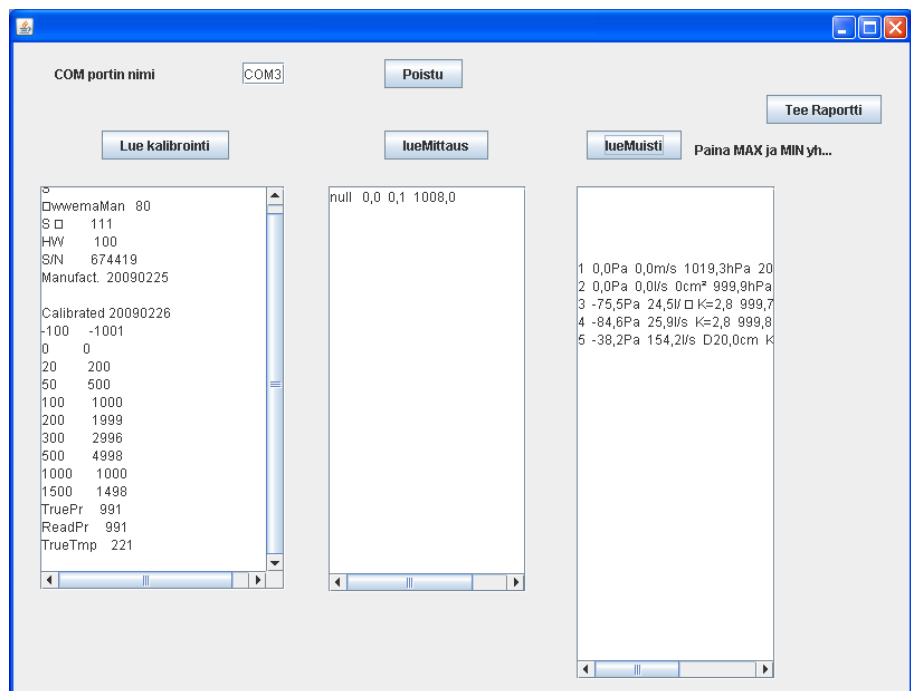 COM portin nimi
COM3
Poistu
Tee Raportti
Lue kalibrointi
lueMittaus
lueMuisti
Paina MAX ja MIN yh...
S
□wwemaMan 80
S □ 111
HW 100
S/N 674419
Manufact. 20090225
Calibrated 20090226
-100 -1001
0 0
20 200
50 500
100 1000
200 1999
300 2996
500 4998
1000 1000
1500 1498
TruePr 991
ReadPr 991
TrueTmp 221
null 0,0 0,1 1008,0
1 0,0Pa 0,0m/s 1019,3hPa 20
2 0,0Pa 0,0l/s 0cm² 999,9hPa
3 -75,5Pa 24,5l/ □ K=2,8 999,7
4 -84,6Pa 25,9l/s K=2,8 999,8
5 -38,2Pa 154,2l/s D20,0cm K